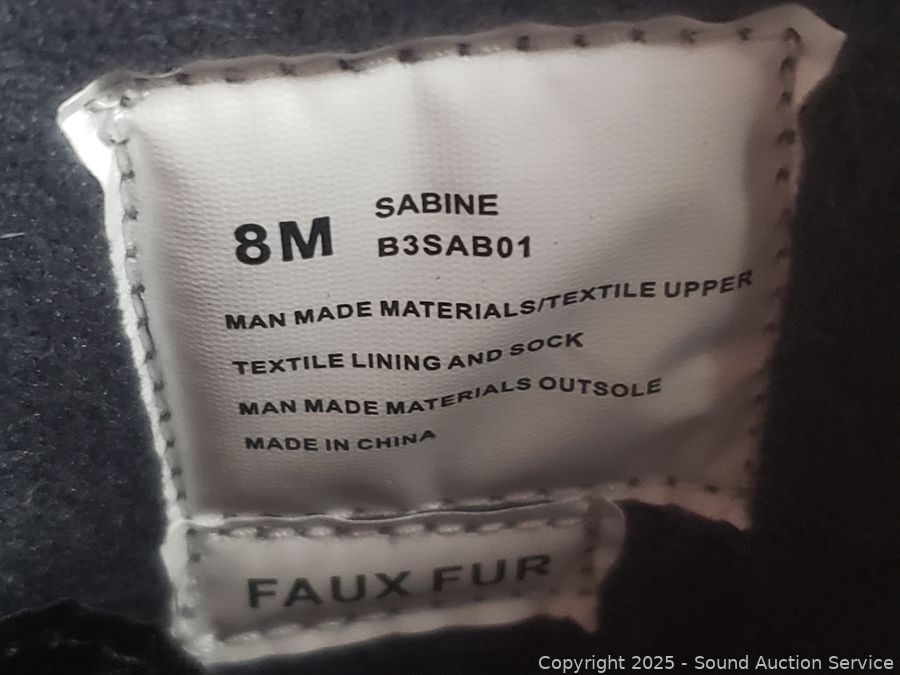 8M
SABINE
B3SAB01
MAN MADE MATERIALS/TEXTILE UPPER
TEXTILE LINING AND SOCK
MAN MADE MATERIALS OUTSOLE
MADE IN CHINA
FAUX FUR
Copyright 2025 - Sound Auction Service